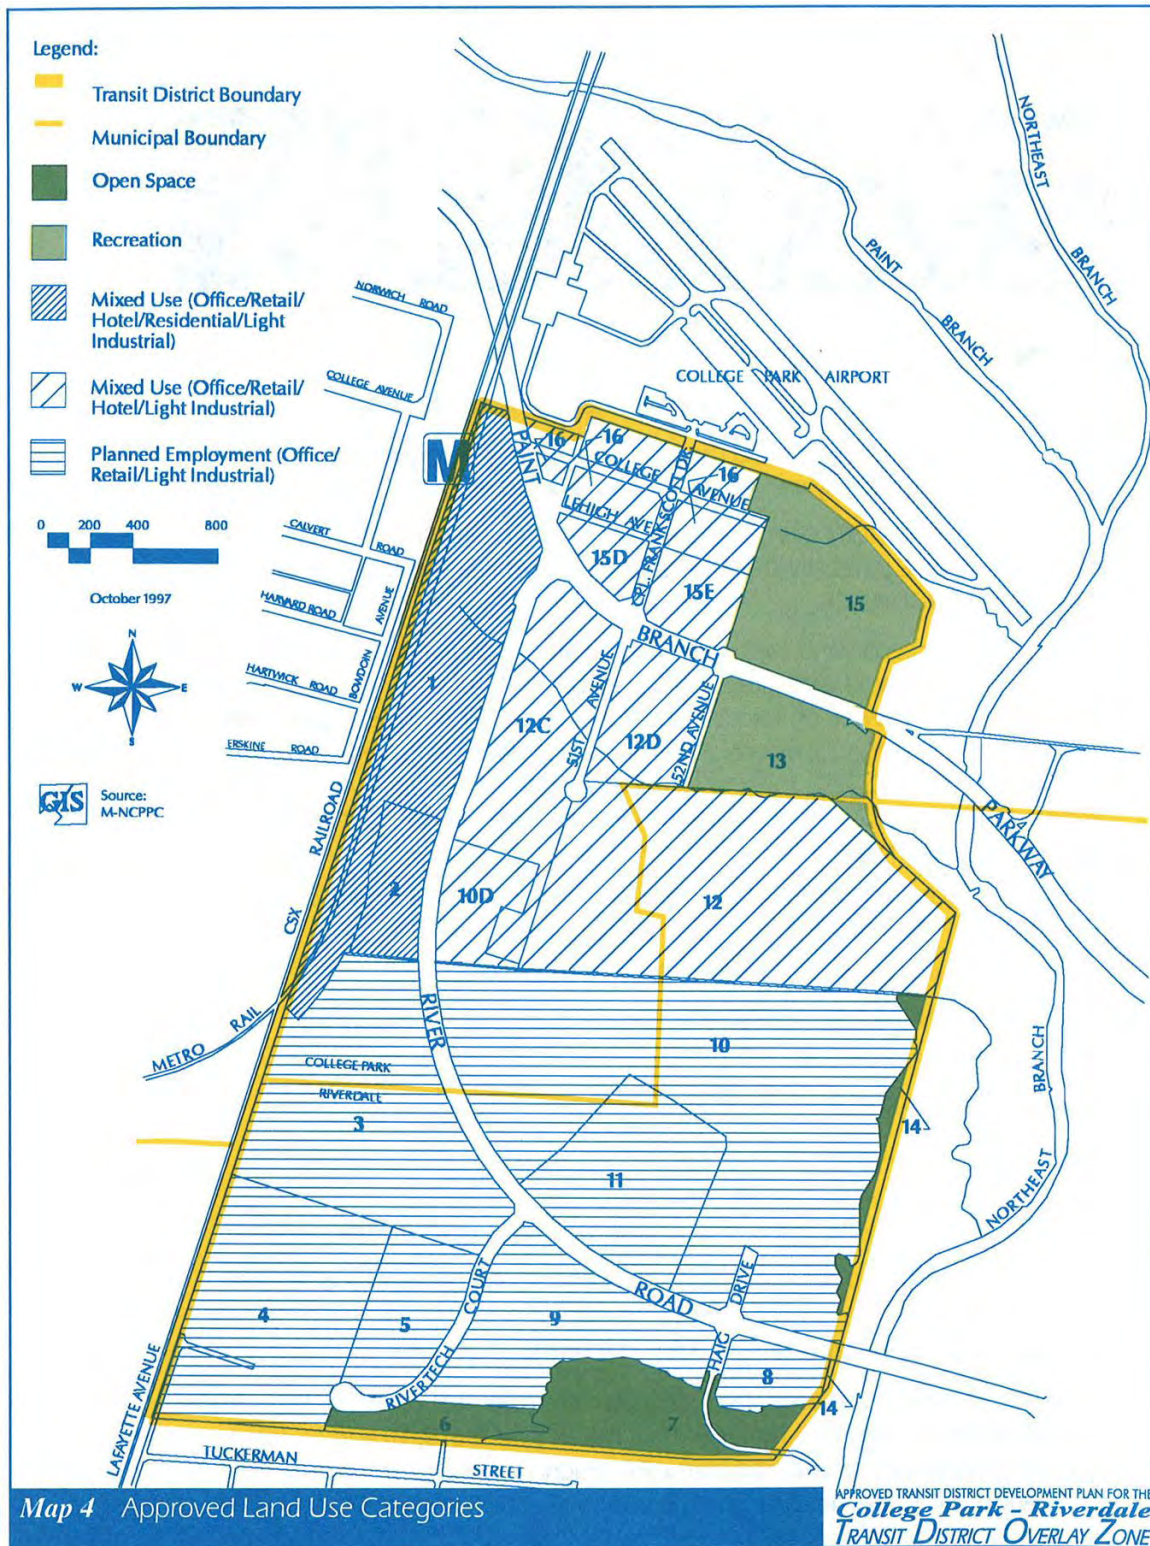 Legend:
Transit District Boundary
Municipal Boundary
Open Space
Recreation
Mixed Use (Office/Retail/
Hotel/Residential/Light
Industrial)
Mixed Use (Office/Retail/
Hotel/Light Industrial)
Planned Employment (Office/
Retail/Light Industrial)
0 200 400 800
October 1997
N
W E
S
GIS
Source:
M-NCPPC
NORWICH ROAD
COLLEGE AVENUE
M
CALVERT ROAD
HARVARD ROAD
BOWDOIN AVENUE
HARTWICK ROAD
ERSKINE ROAD
CSX RAILROAD
METRO RAIL
LAFAYETTE AVENUE
NORTHEAST BRANCH
PAINT BRANCH
COLLEGE PARK AIRPORT
PAINT BRANCH PARKWAY
16
16
16
COLLEGE AVENUE
LEHIGH AVE
CPL. FRANK SCOTT DR
15D
15E
15
1
12C
51ST AVENUE
12D
52ND AVENUE
13
2
10D
12
RIVER ROAD
10
COLLEGE PARK
RIVERDALE
3
14
11
NORTHEAST BRANCH
4
5
RIVERTECH COURT
9
HAIG DRIVE
8
14
6
7
TUCKERMAN STREET
Map 4 Approved Land Use Categories
APPROVED TRANSIT DISTRICT DEVELOPMENT PLAN FOR THE
College Park - Riverdale
TRANSIT DISTRICT OVERLAY ZONE